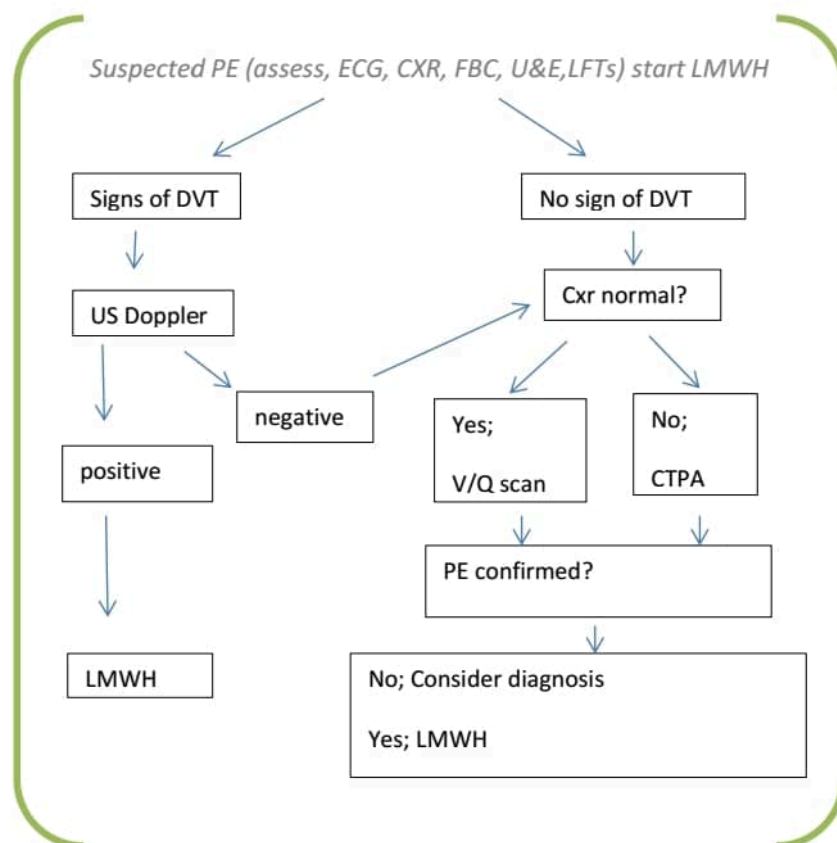 Suspected PE (assess, ECG, CXR, FBC, U&E,LFTs) start LMWH
Signs of DVT
No sign of DVT
US Doppler
Cxr normal?
negative
positive
Yes;
V/Q scan
No;
CTPA
PE confirmed?
LMWH
No; Consider diagnosis
Yes; LMWH